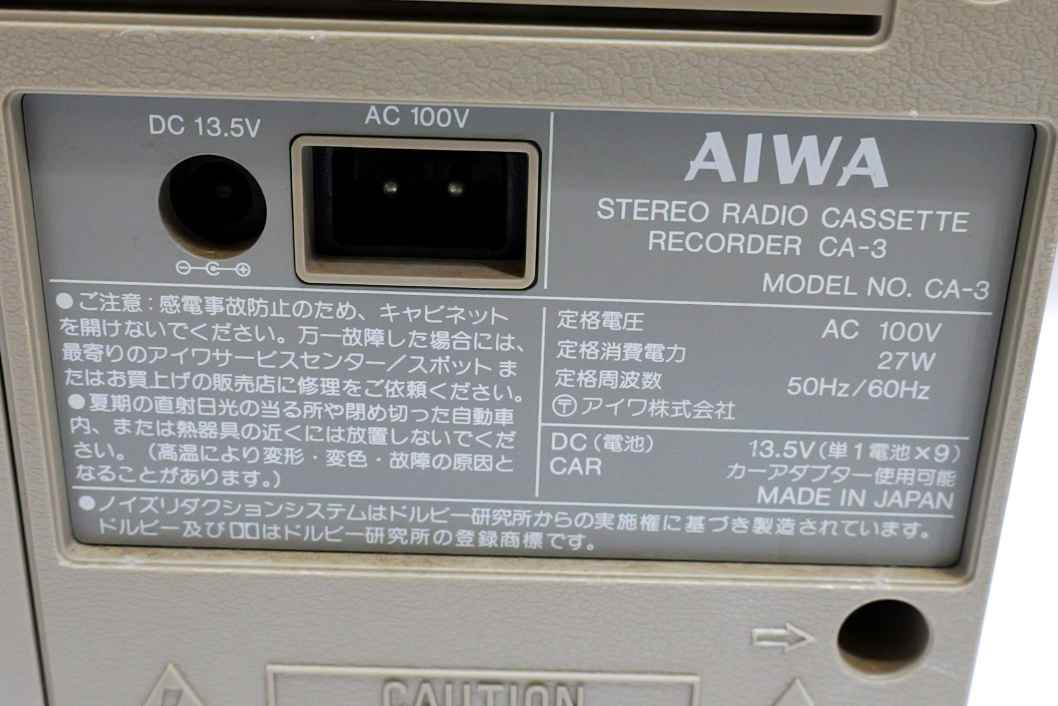 DC 13.5V
AC 100V
AIWA
STEREO RADIO CASSETTE
RECORDER CA-3
MODEL NO. CA-3
●ご注意：感電事故防止のため、キャビネット
を開けないでください。万一故障した場合には、
最寄りのアイワサービスセンター／スポットま
たはお買上げの販売店に修理をご依頼ください。
●夏期の直射日光の当る所や閉め切った自動車
内、または熱器具の近くには放置しないでくだ
さい。（高温により変形・変色・故障の原因と
なることがあります。）
定格電圧 AC 100V
定格消費電力 27W
定格周波数 50Hz/60Hz
〒アイワ株式会社
DC（電池） 13.5V（単1電池×9）
CAR カーアダプター使用可能
MADE IN JAPAN
●ノイズリダクションシステムはドルビー研究所からの実施権に基づき製造されています。
ドルビー及び▯▯はドルビー研究所の登録商標です。
CAUTION